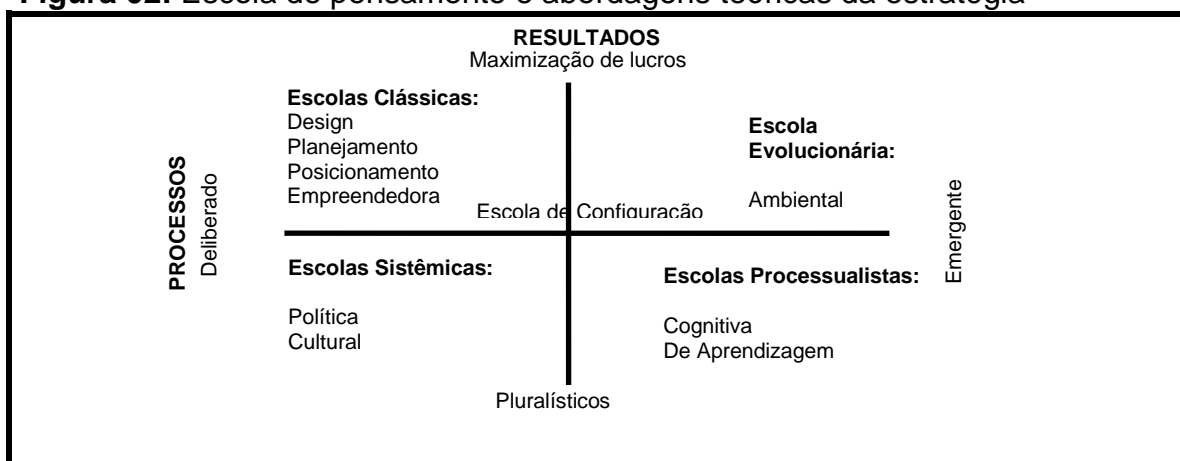 Figura 02: Escola de pensamento e abordagens teóricas da estratégia
RESULTADOS
Maximização de lucros
Escolas Clássicas:
Design
Planejamento
Posicionamento
Empreendedora
Escola
Evolucionária:
Ambiental
PROCESSOS
Deliberado
Escola de Configuração
Emergente
Escolas Sistêmicas:
Política
Cultural
Escolas Processualistas:
Cognitiva
De Aprendizagem
Pluralísticos